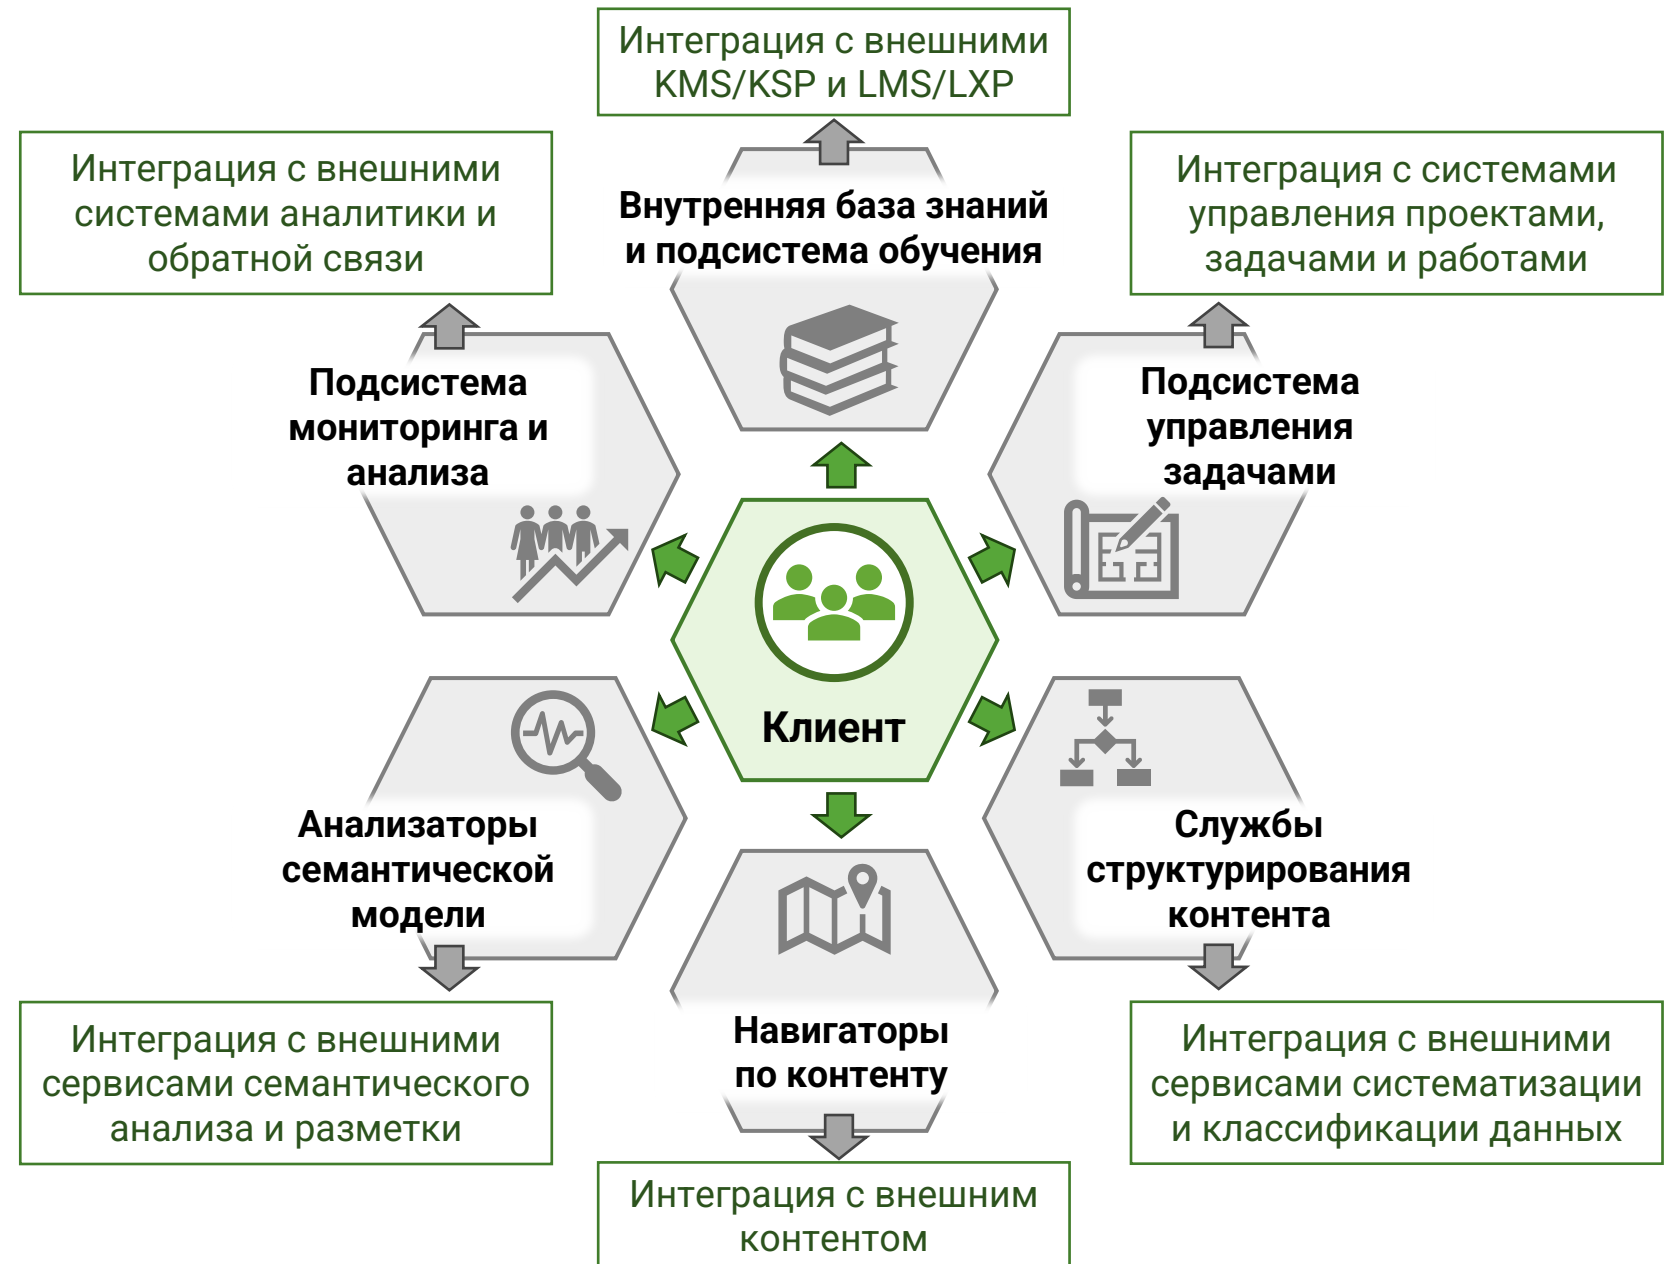 Интеграция с внешними
KMS/KSP и LMS/LXP
Интеграция с внешними
системами аналитики и
обратной связи
Интеграция с системами
управления проектами,
задачами и работами
Внутренняя база знаний
и подсистема обучения
Подсистема
мониторинга и
анализа
Подсистема
управления
задачами
Клиент
Анализаторы
семантической
модели
Службы
структурирования
контента
Навигаторы
по контенту
Интеграция с внешними
сервисами семантического
анализа и разметки
Интеграция с внешними
сервисами систематизации
и классификации данных
Интеграция с внешним
контентом